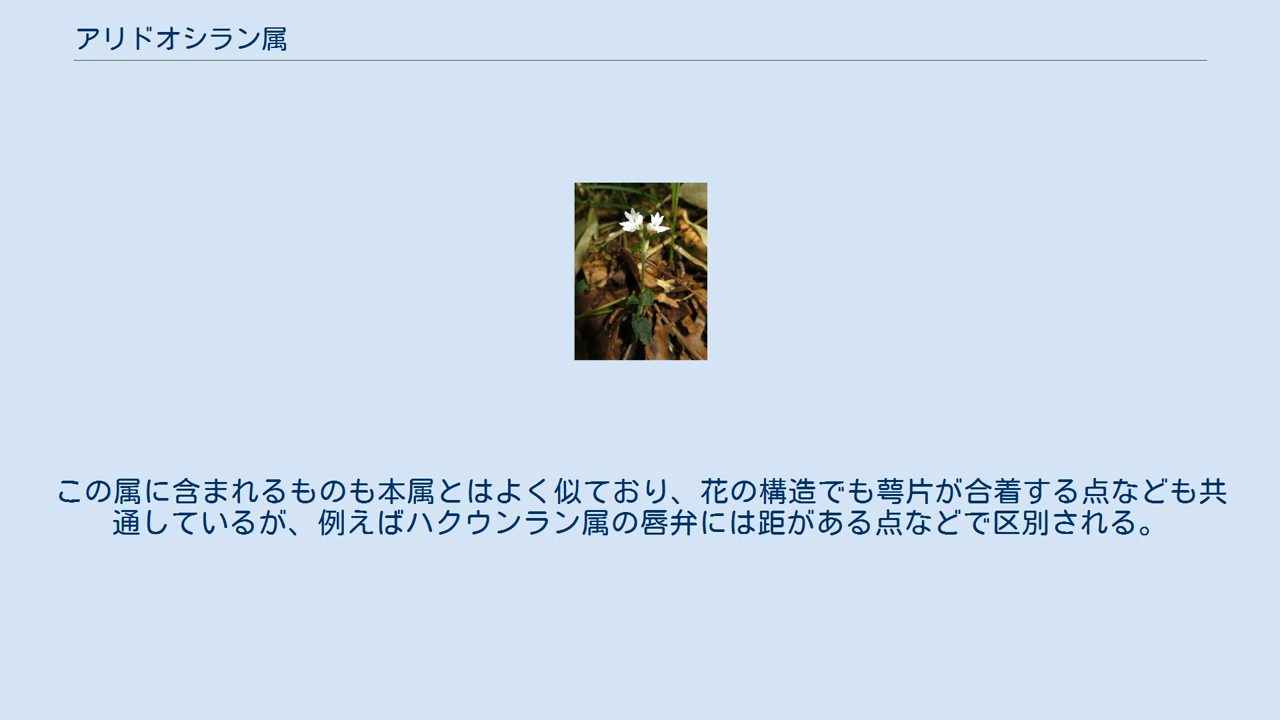 アリドオシラン属
この属に含まれるものも本属とはよく似ており、花の構造でも萼片が合着する点なども共
通しているが、例えばハクウンラン属の唇弁には距がある点などで区別される。